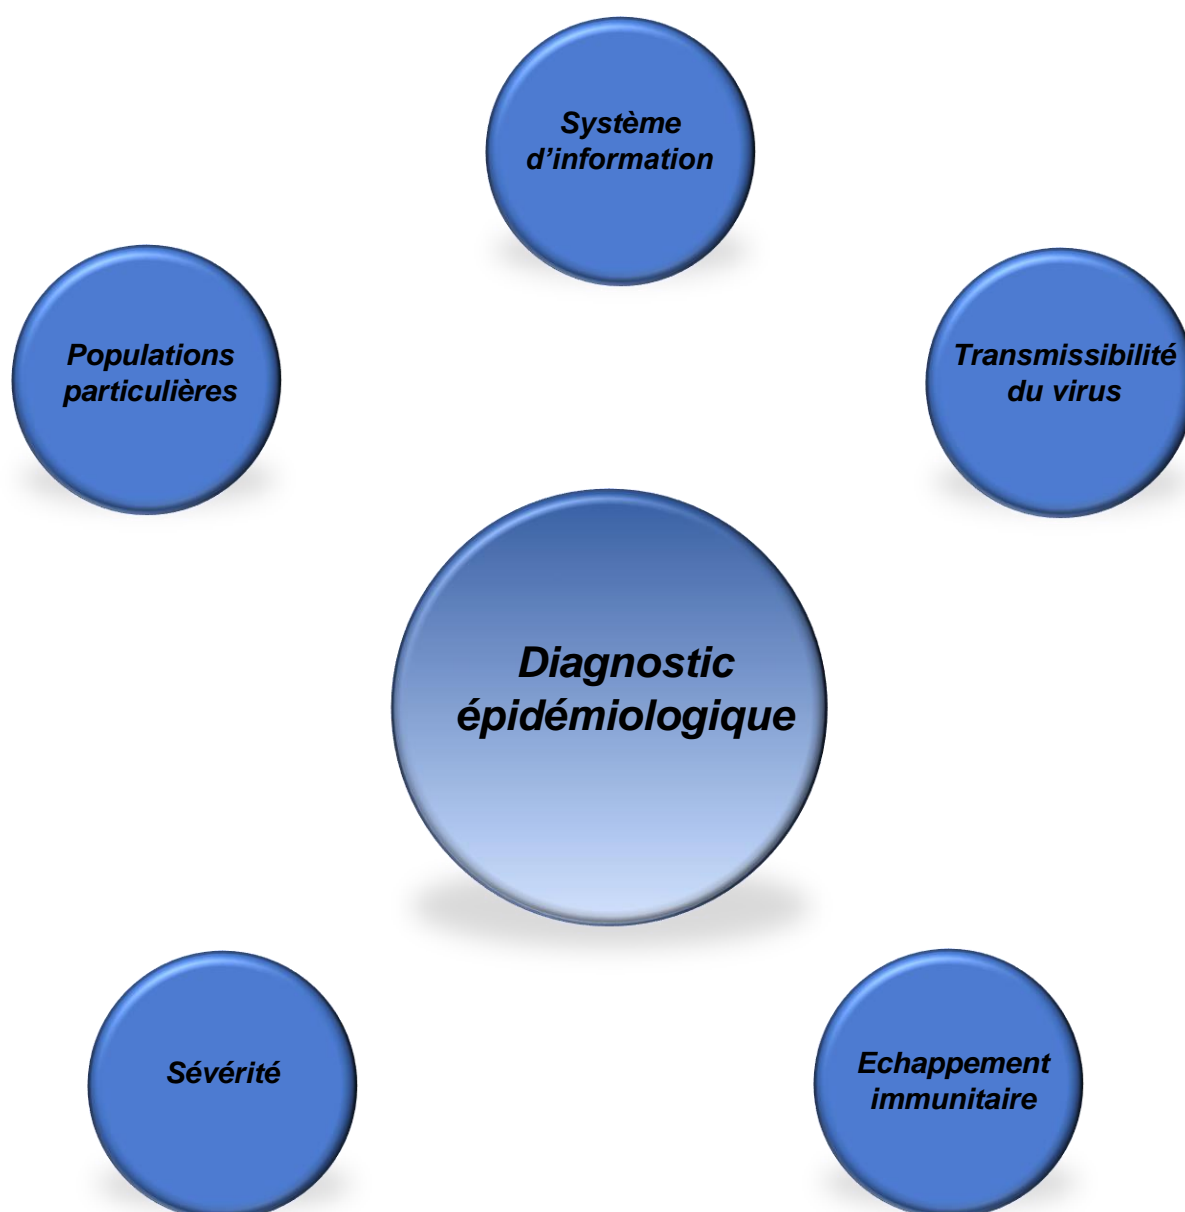 Système
d’information
Populations
particulières
Transmissibilité
du virus
Diagnostic
épidémiologique
Sévérité
Echappement
immunitaire